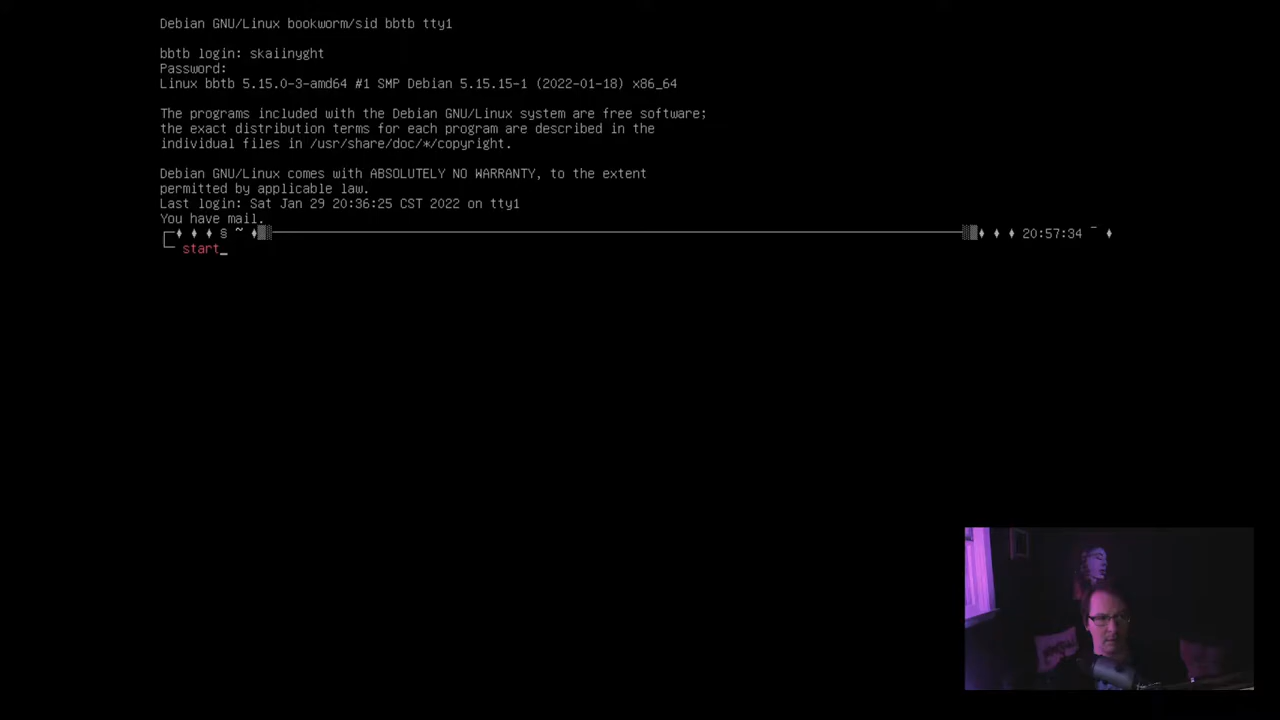 Debian GNU/Linux bookworm/sid bbtb tty1
bbtb login: skaiinyght
Password:
Linux bbtb 5.15.0-3-amd64 #1 SMP Debian 5.15.15-1 (2022-01-18) x86_64
The programs included with the Debian GNU/Linux system are free software;
the exact distribution terms for each program are described in the
individual files in /usr/share/doc/*/copyright.
Debian GNU/Linux comes with ABSOLUTELY NO WARRANTY, to the extent
permitted by applicable law.
Last login: Sat Jan 29 20:36:25 CST 2022 on tty1
You have mail.
┌♦ ♦ ♦ § ~ ♦▓▒─▒▓♦ ♦ ♦ 20:57:34 ¯ ♦
└─ start_